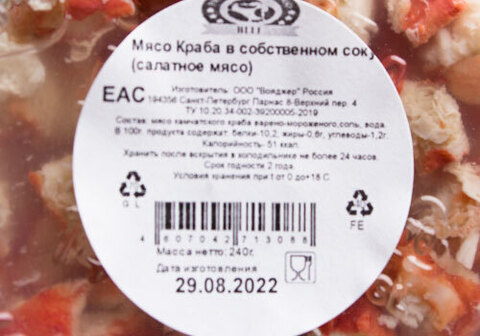 BEEF
Мясо Краба в собственном соку
(салатное мясо)
Изготовитель: ООО "Вояджер" Россия
EAC 194356 Санкт-Петербург Парнас 8-Верхний пер. 4
ТУ 10.20.34-002-39200005-2019
Состав: мясо камчатского краба варено-мороженого,соль, вода.
В 100г. продукта содержат: белки-10,2, жиры-0,6г, углеводы-1,2г.
Калорийность- 51 ккал.
Хранить после вскрытия в холодильнике не более 24 часов.
Срок годности 2 года.
Условия хранения при t от 0 до+18 С.
GL
FE
4 607042 713088
Масса нетто: 240г.
Дата изготовления
29.08.2022